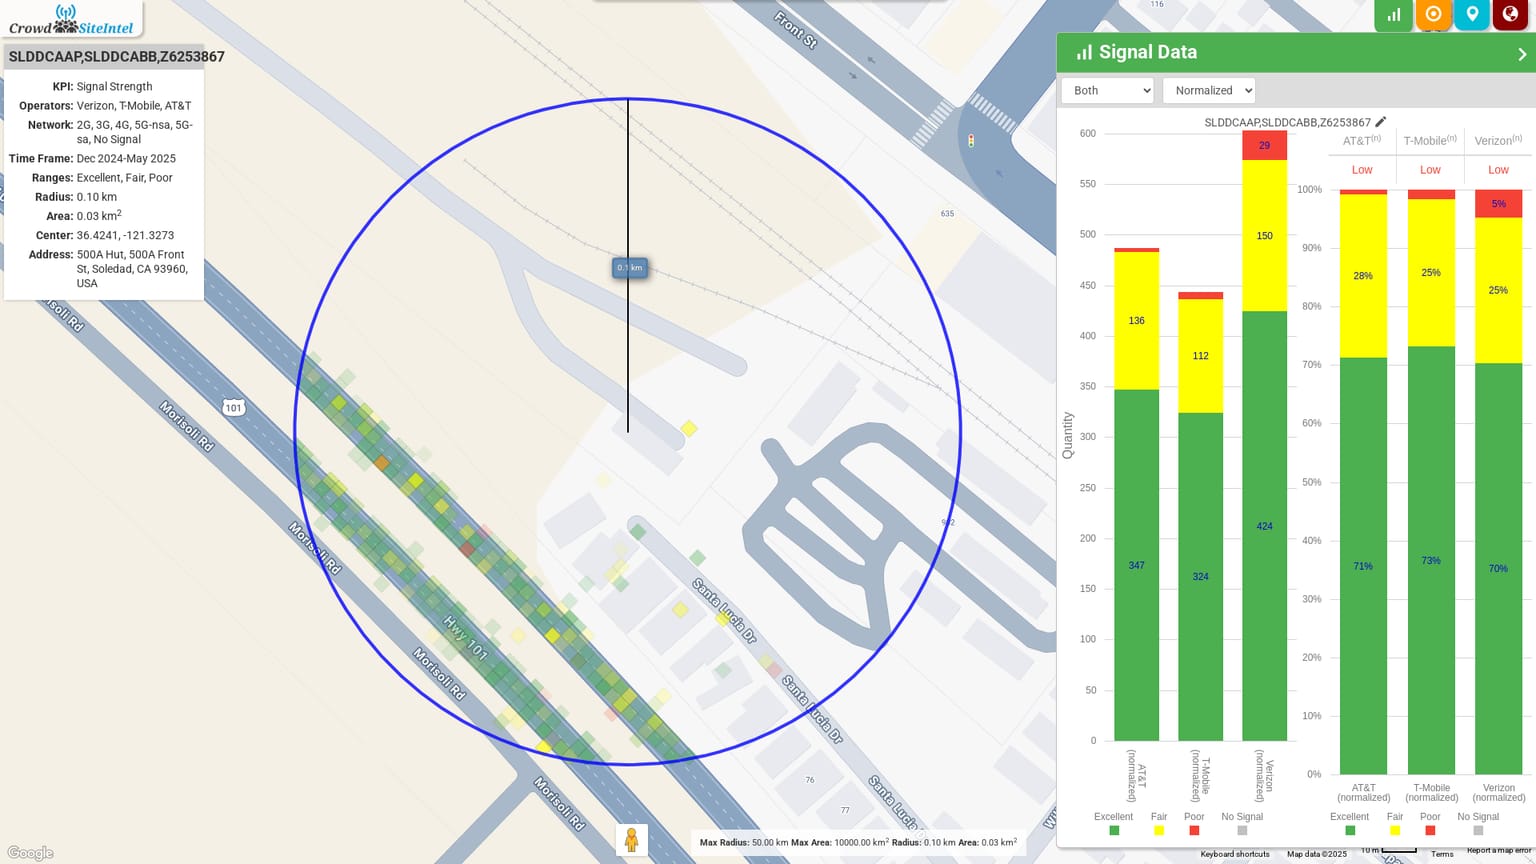 Crowd SiteIntel
SLDDCAAP,SLDDCABB,Z6253867
KPI: Signal Strength
Operators: Verizon, T-Mobile, AT&T
Network: 2G, 3G, 4G, 5G-nsa, 5G-
sa, No Signal
Time Frame: Dec 2024-May 2025
Ranges: Excellent, Fair, Poor
Radius: 0.10 km
Area: 0.03 km2
Center: 36.4241, -121.3273
Address: 500A Hut, 500A Front
St, Soledad, CA 93960,
USA
Front St
116
635
0.1 km
101
Morisoli Rd
Morisoli Rd
Morisoli Rd
Morisoli Rd
Hwy 101
Santa Lucia Dr
Santa Lucia Dr
76
77
Google
Max Radius: 50.00 km Max Area: 10000.00 km2 Radius: 0.10 km Area: 0.03 km2
Signal Data
Both
Normalized
SLDDCAAP,SLDDCABB,Z6253867
Quantity
600
550
500
450
400
350
300
250
200
150
100
50
0
136
347
112
324
29
150
424
AT&T
(normalized)
T-Mobile
(normalized)
Verizon
(normalized)
Excellent Fair Poor No Signal
AT&T(n) T-Mobile(n) Verizon(n)
Low Low Low
100%
90%
80%
70%
60%
50%
40%
30%
20%
10%
0%
28%
71%
25%
73%
5%
25%
70%
AT&T
(normalized)
T-Mobile
(normalized)
Verizon
(normalized)
Excellent Fair Poor No Signal
Keyboard shortcuts Map data ©2025 10 m Terms Report a map error